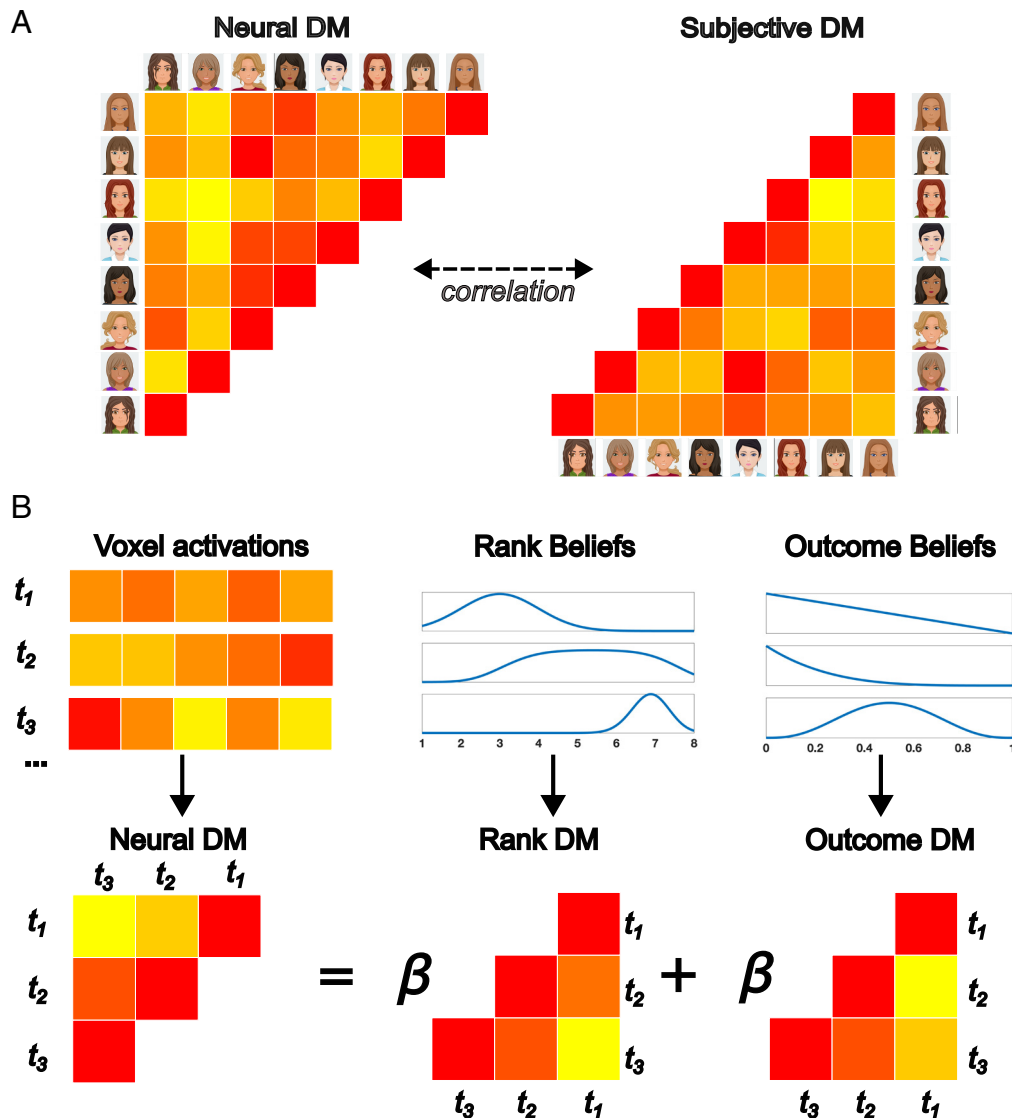 A
Neural DM
Subjective DM
correlation
B
Voxel activations
Rank Beliefs
Outcome Beliefs
t1
t2
t3
...
1 2 3 4 5 6 7 8
0 0.2 0.4 0.6 0.8 1
Neural DM
Rank DM
Outcome DM
t3 t2 t1
t1
t2
t3
= β
t1
t2
t3
t3 t2 t1
+ β
t1
t2
t3
t3 t2 t1